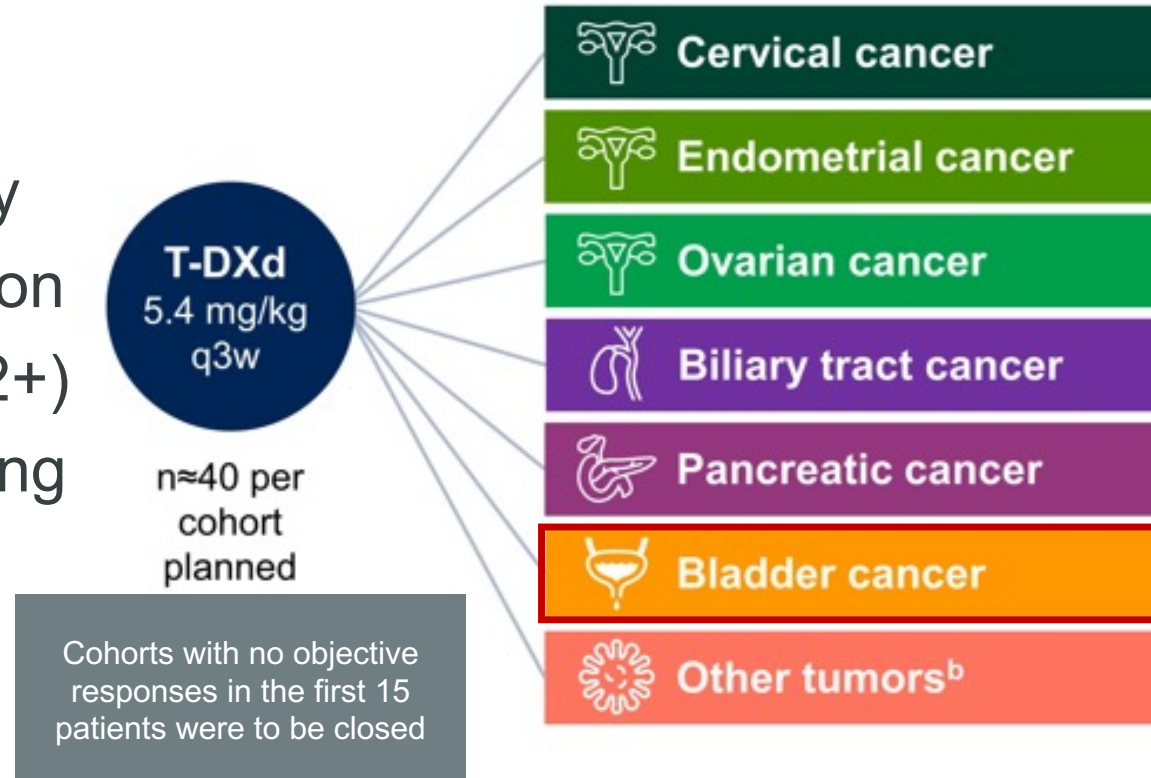 y
on
2+)
ng
T-DXd
5.4 mg/kg
q3w
n≈40 per
cohort
planned
Cohorts with no objective
responses in the first 15
patients were to be closed
Cervical cancer
Endometrial cancer
Ovarian cancer
Biliary tract cancer
Pancreatic cancer
Bladder cancer
Other tumorsᵇ